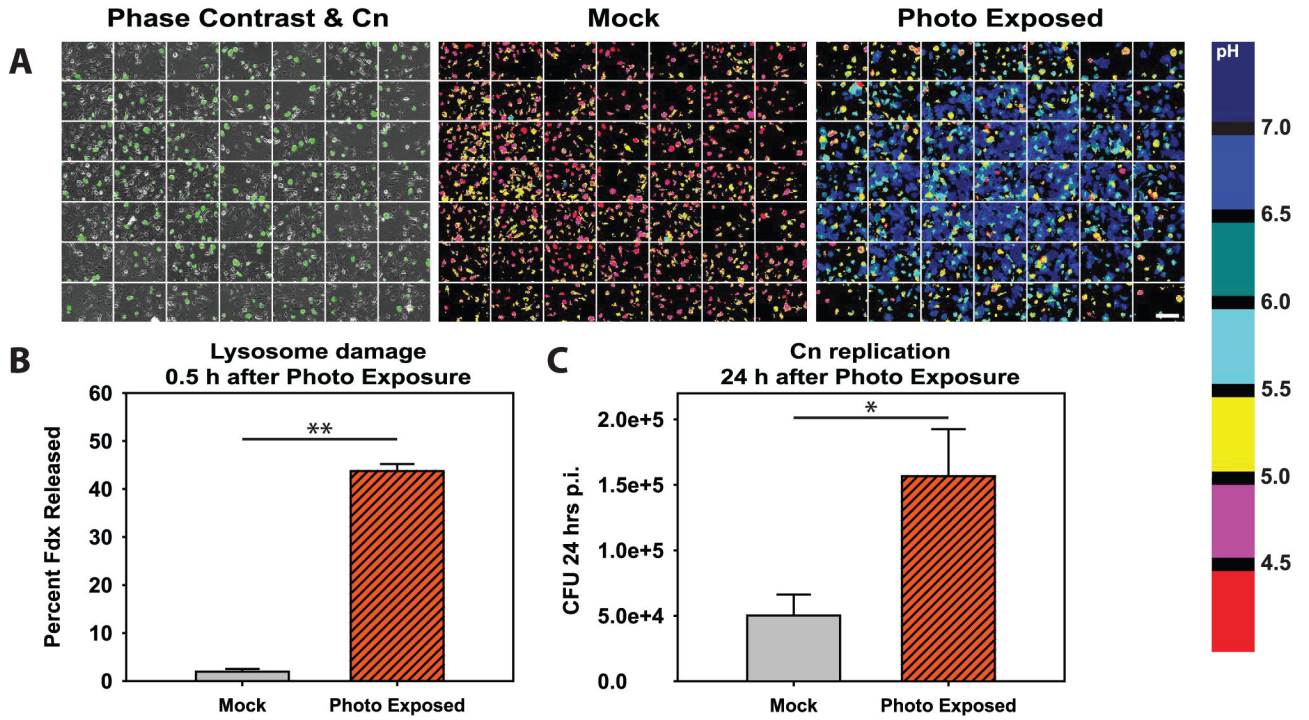 Phase Contrast & Cn
Mock
Photo Exposed
A
pH
7.0
6.5
6.0
5.5
5.0
4.5
B
Lysosome damage
0.5 h after Photo Exposure
Percent Fdx Released
60
50
40
30
20
10
0
**
Mock
Photo Exposed
C
Cn replication
24 h after Photo Exposure
CFU 24 hrs p.i.
2.0e+5
1.5e+5
1.0e+5
5.0e+4
0.0
*
Mock
Photo Exposed